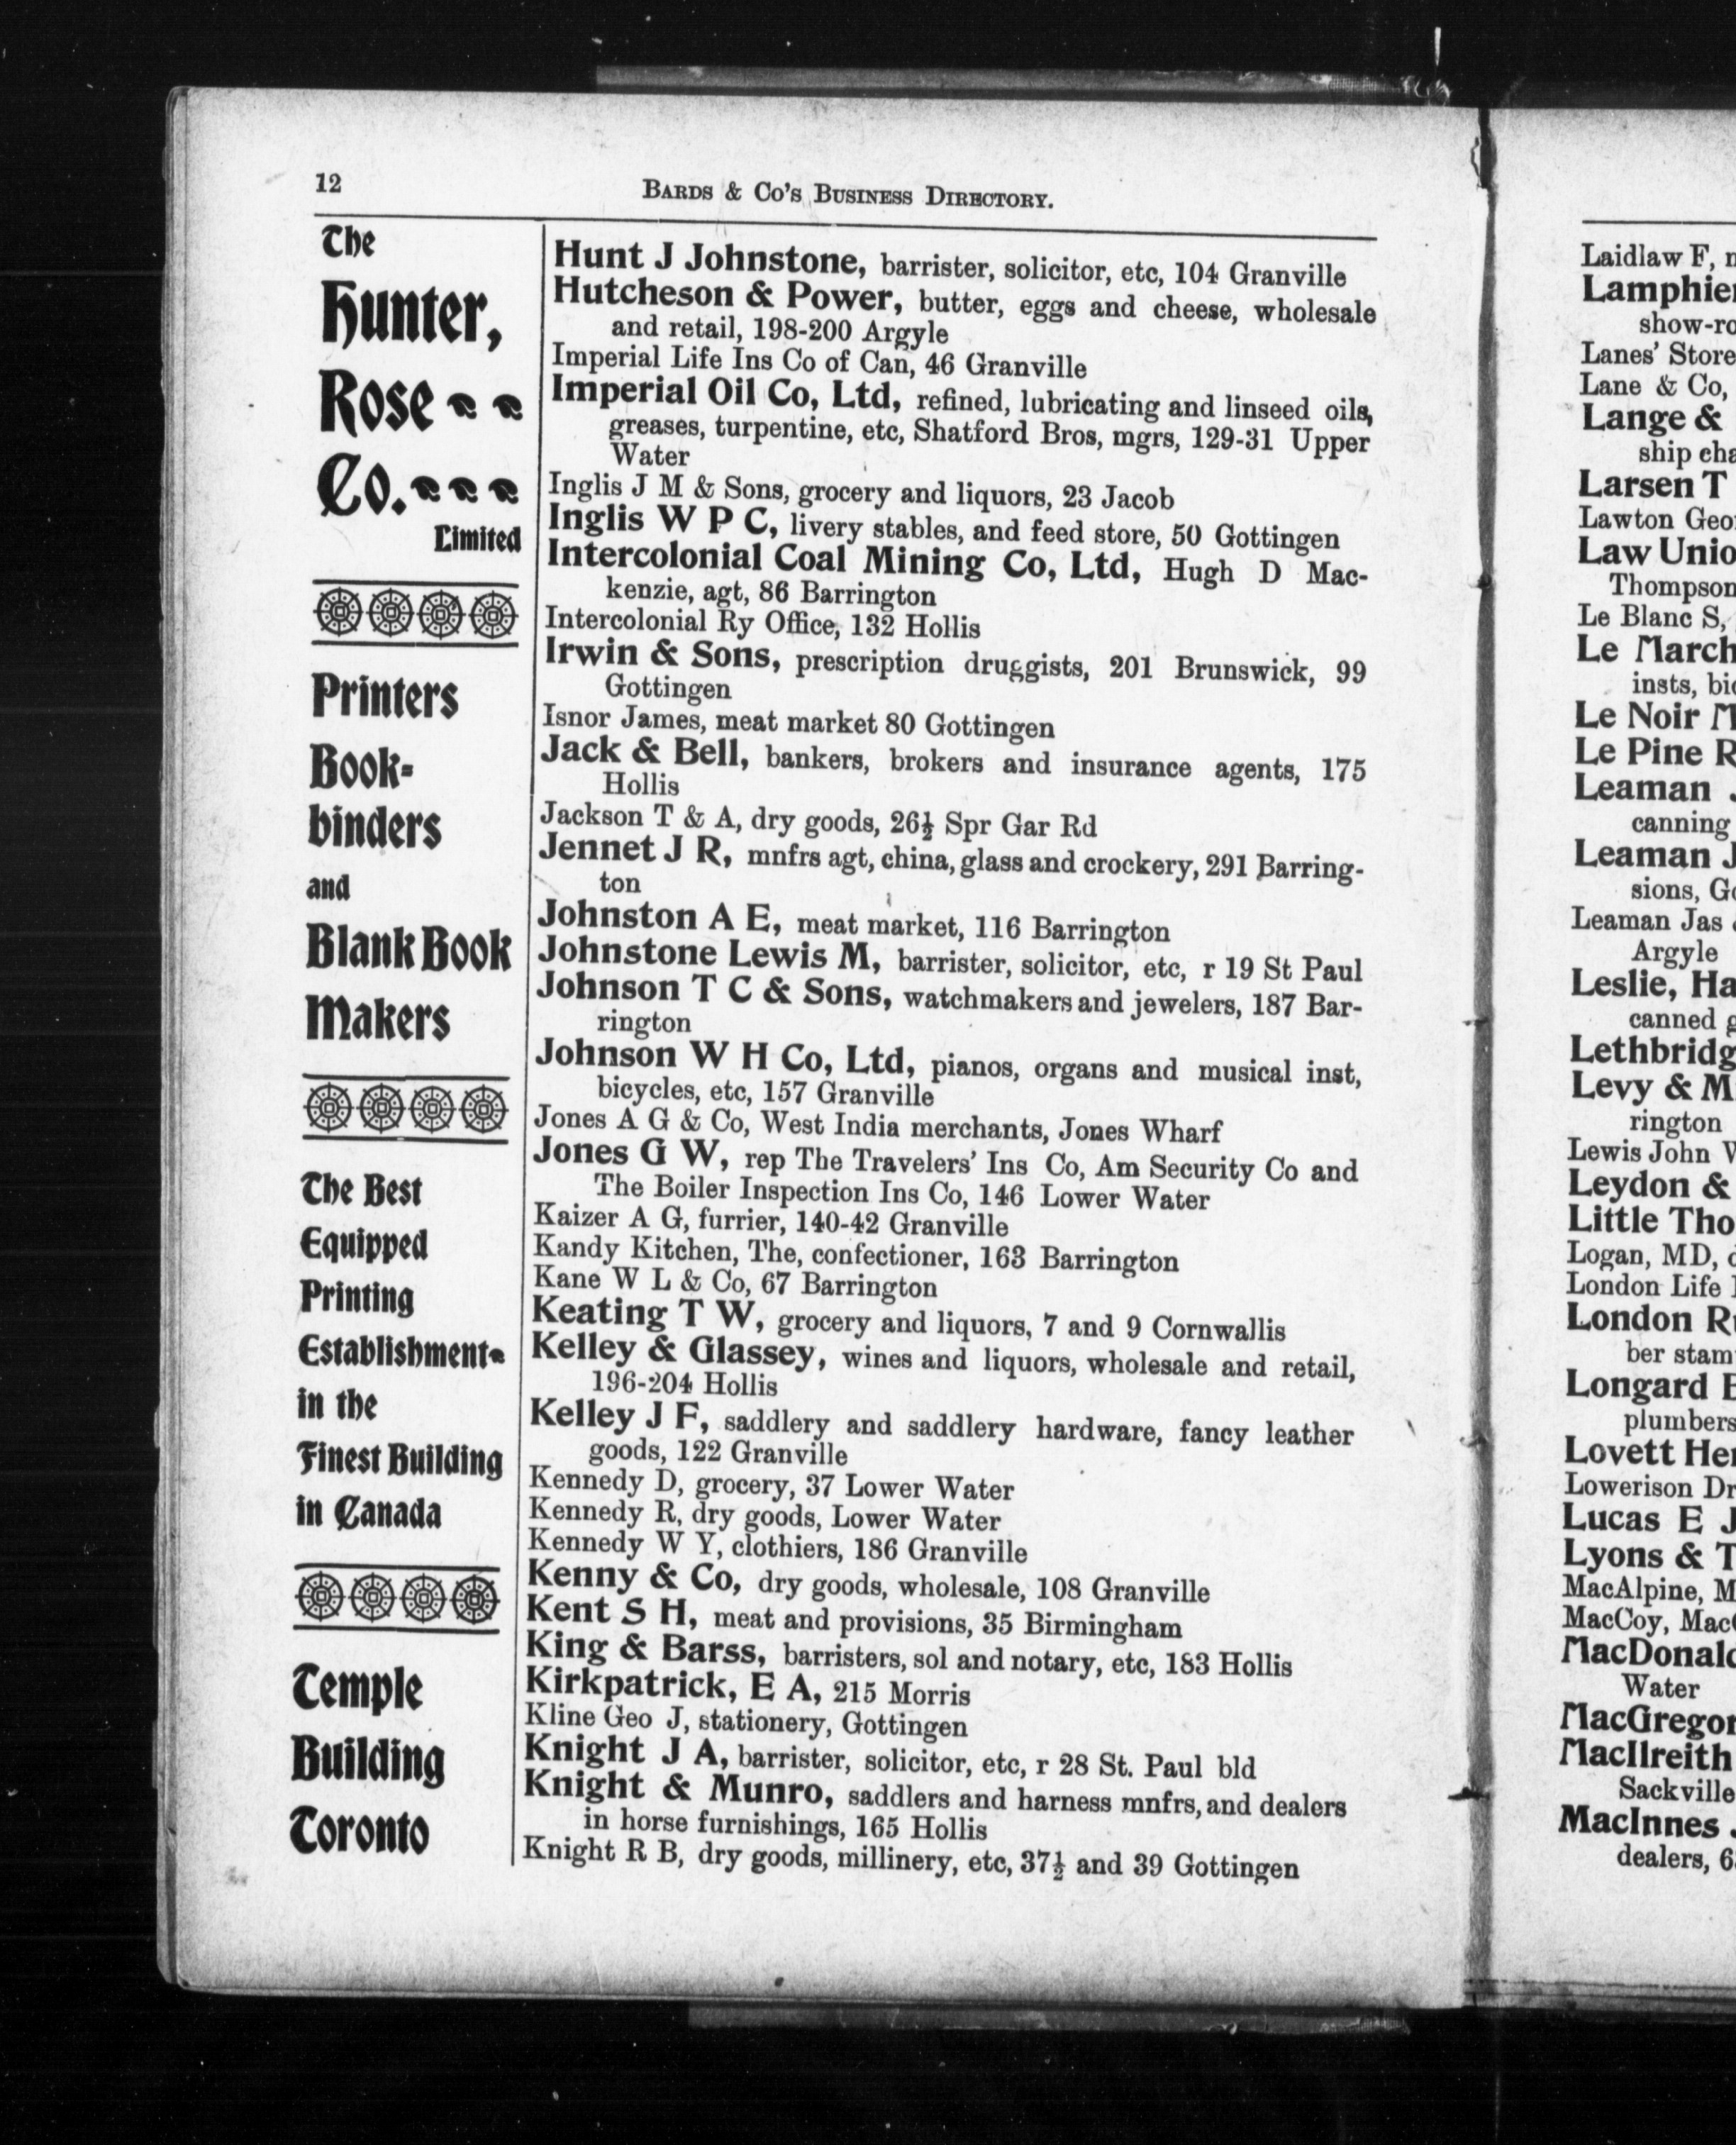 12
BARDS & CO'S BUSINESS DIRECTORY.
The
Hunter,
Rose
Co.
Limited
Printers
Book-
binders
and
Blank Book
Makers
The Best
Equipped
Printing
Establishment
in the
Finest Building
in Canada
Temple
Building
Toronto
Hunt J Johnstone, barrister, solicitor, etc, 104 Granville
Hutcheson & Power, butter, eggs and cheese, wholesale
and retail, 198-200 Argyle
Imperial Life Ins Co of Can, 46 Granville
Imperial Oil Co, Ltd, refined, lubricating and linseed oils,
greases, turpentine, etc, Shatford Bros, mgrs, 129-31 Upper
Water
Inglis J M & Sons, grocery and liquors, 23 Jacob
Inglis W P C, livery stables, and feed store, 50 Gottingen
Intercolonial Coal Mining Co, Ltd, Hugh D Mac-
kenzie, agt, 86 Barrington
Intercolonial Ry Office, 132 Hollis
Irwin & Sons, prescription druggists, 201 Brunswick, 99
Gottingen
Isnor James, meat market 80 Gottingen
Jack & Bell, bankers, brokers and insurance agents, 175
Hollis
Jackson T & A, dry goods, 26½ Spr Gar Rd
Jennet J R, mnfrs agt, china, glass and crockery, 291 Barring-
ton
Johnston A E, meat market, 116 Barrington
Johnstone Lewis M, barrister, solicitor, etc, r 19 St Paul
Johnson T C & Sons, watchmakers and jewelers, 187 Bar-
rington
Johnson W H Co, Ltd, pianos, organs and musical inst,
bicycles, etc, 157 Granville
Jones A G & Co, West India merchants, Jones Wharf
Jones G W, rep The Travelers' Ins Co, Am Security Co and
The Boiler Inspection Ins Co, 146 Lower Water
Kaizer A G, furrier, 140-42 Granville
Kandy Kitchen, The, confectioner, 163 Barrington
Kane W L & Co, 67 Barrington
Keating T W, grocery and liquors, 7 and 9 Cornwallis
Kelley & Glassey, wines and liquors, wholesale and retail,
196-204 Hollis
Kelley J F, saddlery and saddlery hardware, fancy leather
goods, 122 Granville
Kennedy D, grocery, 37 Lower Water
Kennedy R, dry goods, Lower Water
Kennedy W Y, clothiers, 186 Granville
Kenny & Co, dry goods, wholesale, 108 Granville
Kent S H, meat and provisions, 35 Birmingham
King & Barss, barristers, sol and notary, etc, 183 Hollis
Kirkpatrick, E A, 215 Morris
Kline Geo J, stationery, Gottingen
Knight J A, barrister, solicitor, etc, r 28 St. Paul bld
Knight & Munro, saddlers and harness mnfrs, and dealers
in horse furnishings, 165 Hollis
Knight R B, dry goods, millinery, etc, 37½ and 39 Gottingen
Laidlaw F,
Lamphier
show-ro
Lanes' Store
Lane & Co,
Lange &
ship cha
Larsen T
Lawton Geo
Law Unio
Thompson
Le Blanc S,
Le March
insts, bic
Le Noir
Le Pine R
Leaman
canning
Leaman J
sions, Go
Leaman Jas
Argyle
Leslie, Ha
canned g
Lethbridg
Levy & M
rington
Lewis John
Leydon &
Little Tho
Logan, MD,
London Life
London Ru
ber stam
Longard
plumbers
Lovett Her
Lowerison Dr
Lucas E J
Lyons & T
MacAlpine, M
MacCoy, Mac
MacDonald
Water
MacGregor
MacIlreith
Sackville
MacInnes
dealers, 6